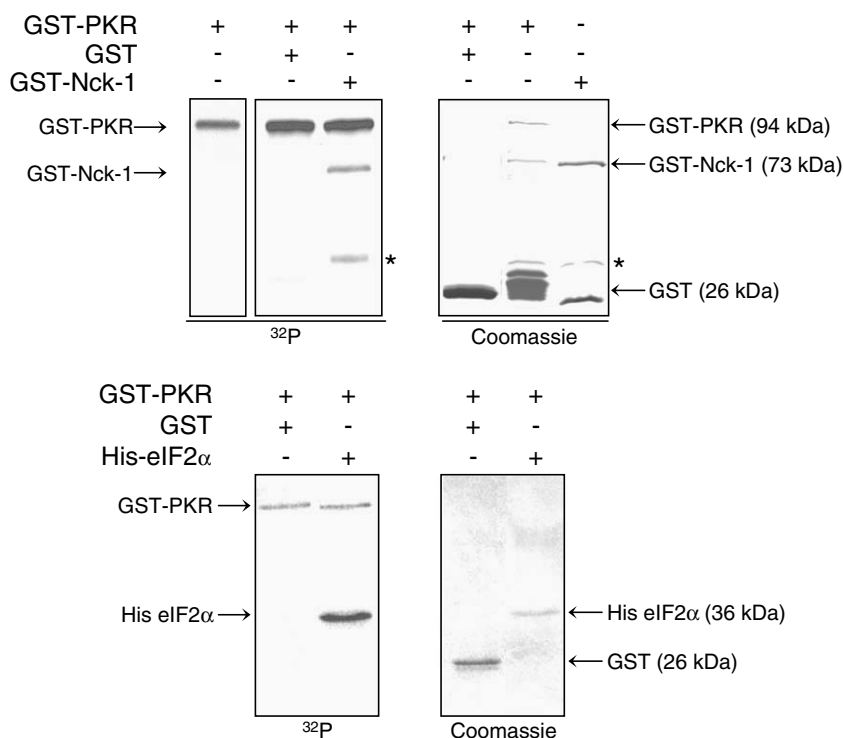 GST-PKR + + + + + -
GST - + - + - -
GST-Nck-1 - - + - - +
GST-PKR→ ←GST-PKR (94 kDa)
GST-Nck-1→ ←GST-Nck-1 (73 kDa)
* *
←GST (26 kDa)
³²P Coomassie
GST-PKR + + + +
GST + - + -
His-eIF2α - + - +
GST-PKR→
His eIF2α→ ←His eIF2α (36 kDa)
←GST (26 kDa)
³²P Coomassie